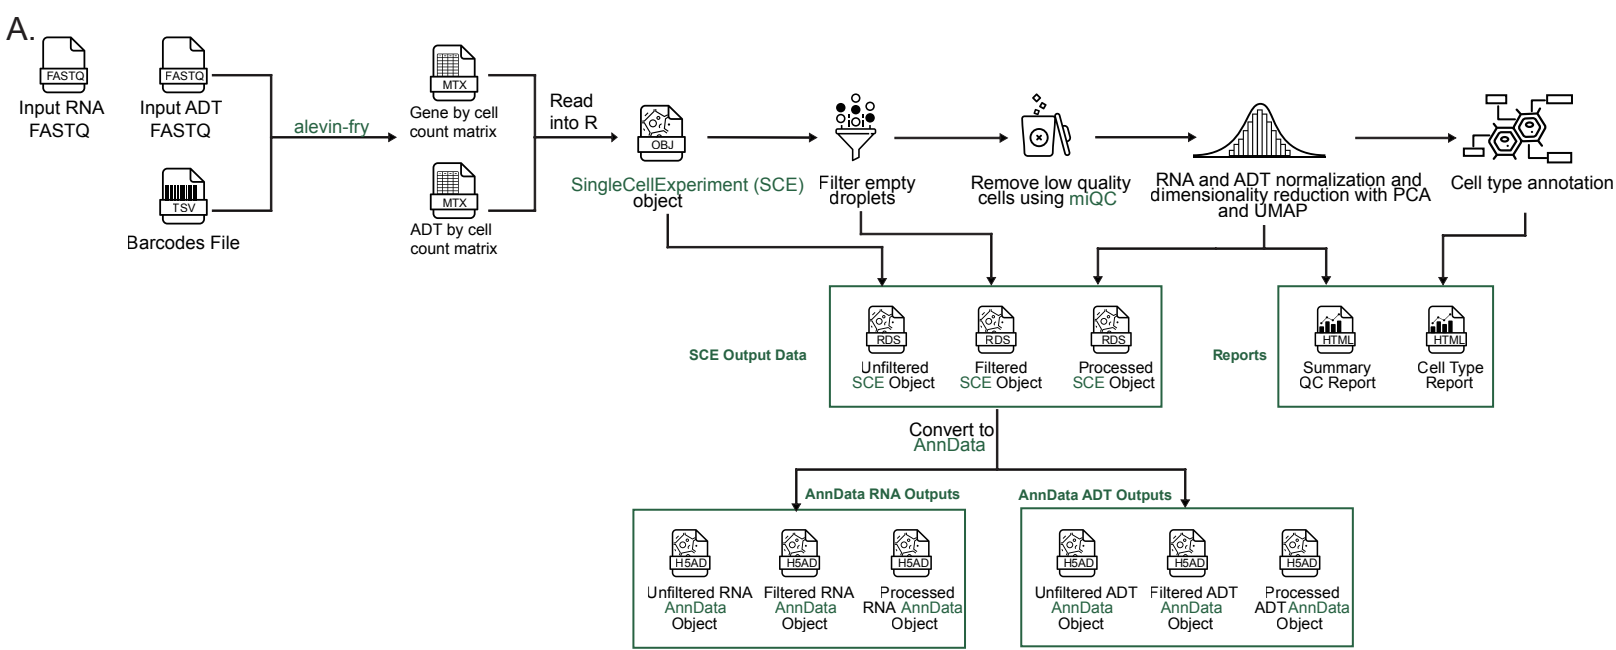 A.
FASTQ
Input RNA
FASTQ
FASTQ
Input ADT
FASTQ
TSV
Barcodes File
alevin-fry
MTX
Gene by cell
count matrix
MTX
ADT by cell
count matrix
Read
into R
OBJ
SingleCellExperiment (SCE)
object
Filter empty
droplets
Remove low quality
cells using miQC
RNA and ADT normalization and
dimensionality reduction with PCA
and UMAP
Cell type annotation
SCE Output Data
RDS
Unfiltered
SCE Object
RDS
Filtered
SCE Object
RDS
Processed
SCE Object
Reports
HTML
Summary
QC Report
HTML
Cell Type
Report
Convert to
AnnData
AnnData RNA Outputs
H5AD
Unfiltered RNA
AnnData
Object
H5AD
Filtered RNA
AnnData
Object
H5AD
Processed
RNA AnnData
Object
AnnData ADT Outputs
H5AD
Unfiltered ADT
AnnData
Object
H5AD
Filtered ADT
AnnData
Object
H5AD
Processed
ADT AnnData
Object